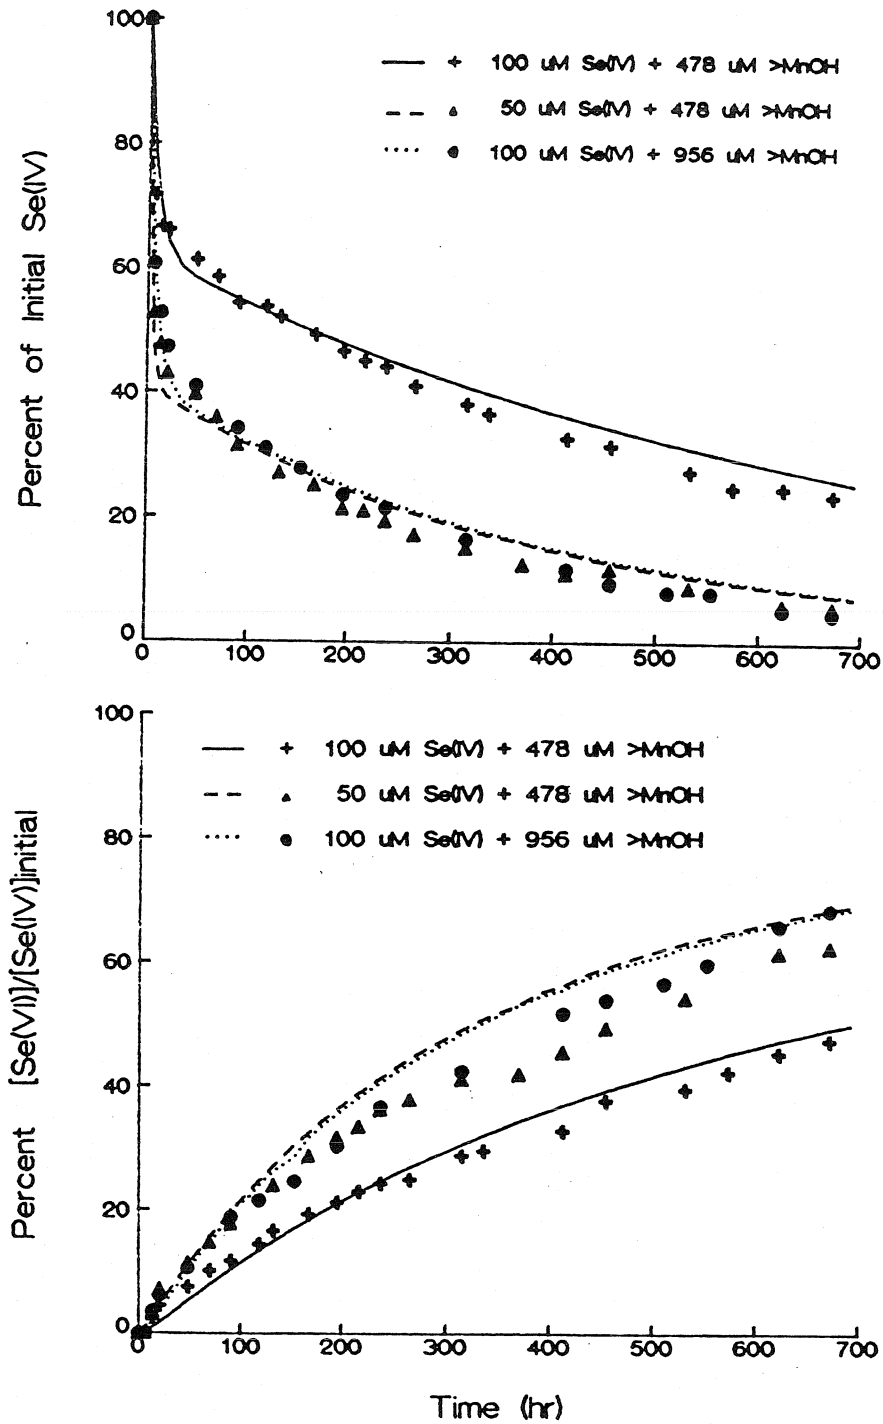 100
80
60
40
20
0
Percent of Initial Se(IV)
100 uM Se(IV) + 478 uM >MnOH
50 uM Se(IV) + 478 uM >MnOH
100 uM Se(IV) + 956 uM >MnOH
0 100 200 300 400 500 600 700
100
80
60
40
20
0
Percent [Se(VI)]/[Se(IV)]initial
100 uM Se(IV) + 478 uM >MnOH
50 uM Se(IV) + 478 uM >MnOH
100 uM Se(IV) + 956 uM >MnOH
0 100 200 300 400 500 600 700
Time (hr)